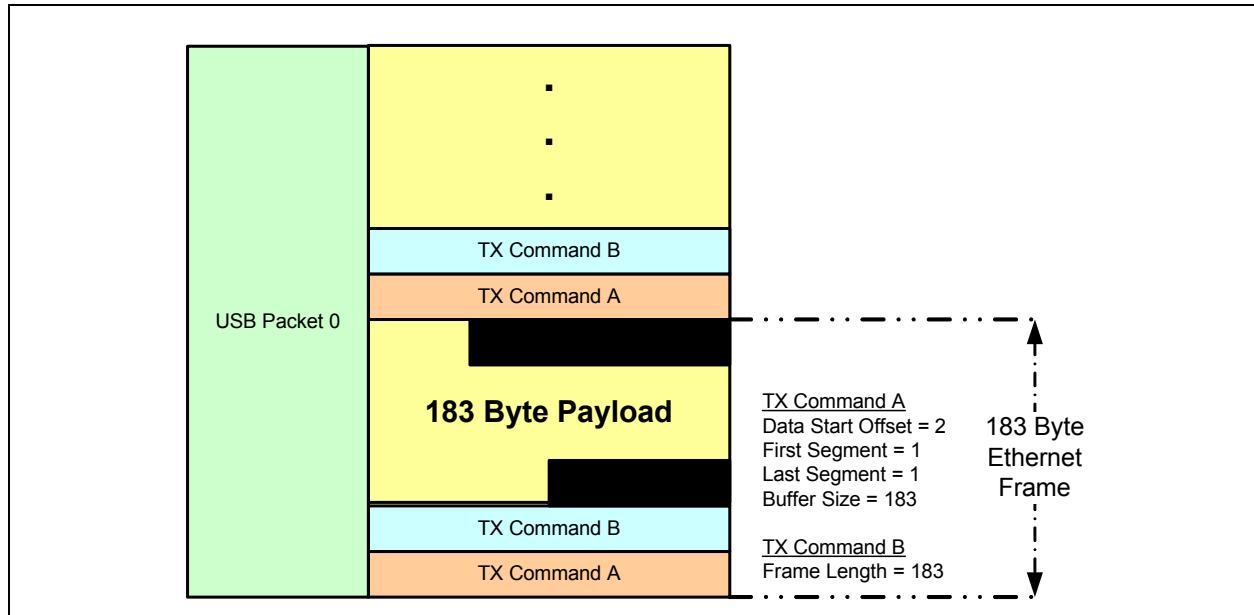 TX Command B
TX Command A
USB Packet 0
183 Byte Payload
TX Command A
Data Start Offset = 2
First Segment = 1
Last Segment = 1
Buffer Size = 183
183 Byte
Ethernet
Frame
TX Command B
TX Command B
Frame Length = 183
TX Command A